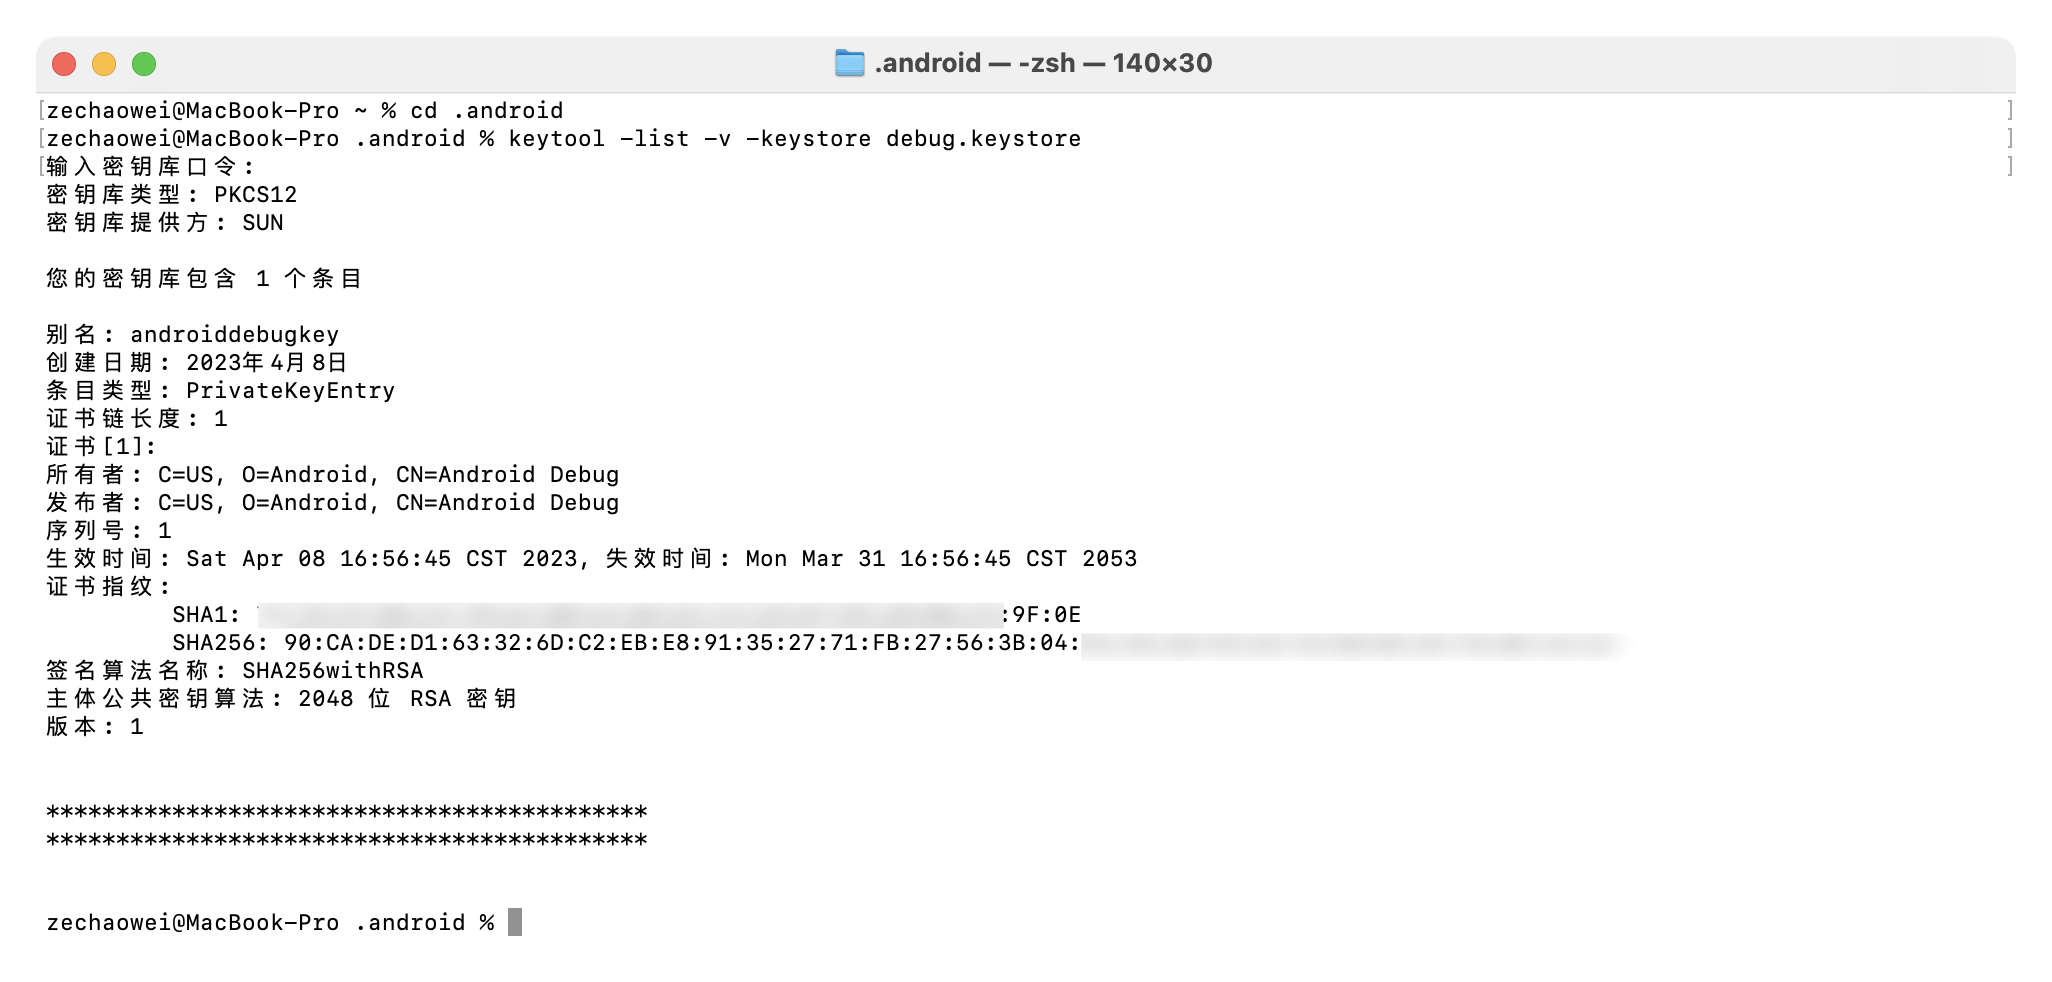 .android — -zsh — 140×30
[zechaowei@MacBook-Pro ~ % cd .android ]
[zechaowei@MacBook-Pro .android % keytool -list -v -keystore debug.keystore ]
[输入密钥库口令: ]
密钥库类型: PKCS12
密钥库提供方: SUN
您的密钥库包含 1 个条目
别名: androiddebugkey
创建日期: 2023年4月8日
条目类型: PrivateKeyEntry
证书链长度: 1
证书[1]:
所有者: C=US, O=Android, CN=Android Debug
发布者: C=US, O=Android, CN=Android Debug
序列号: 1
生效时间: Sat Apr 08 16:56:45 CST 2023, 失效时间: Mon Mar 31 16:56:45 CST 2053
证书指纹:
SHA1: :9F:0E
SHA256: 90:CA:DE:D1:63:32:6D:C2:EB:E8:91:35:27:71:FB:27:56:3B:04:
签名算法名称: SHA256withRSA
主体公共密钥算法: 2048 位 RSA 密钥
版本: 1
*******************************************
*******************************************
zechaowei@MacBook-Pro .android %